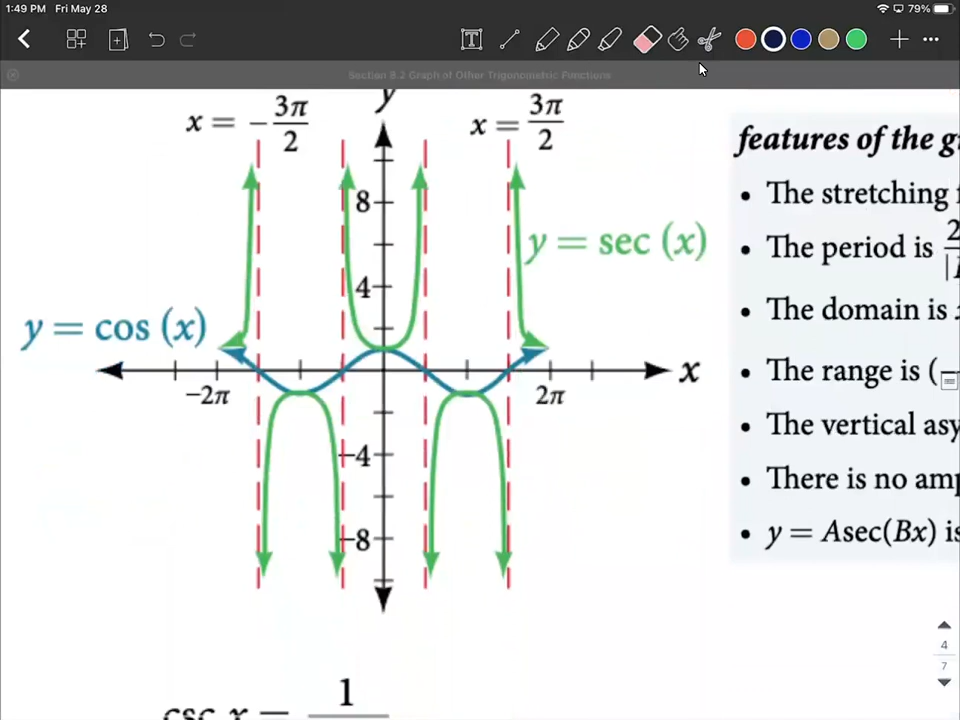 1:49 PM Fri May 28
79%
Section 8.2 Graph of Other Trigonometric Functions
y
x = -3π/2
x = 3π/2
8
4
y = sec (x)
y = cos (x)
x
-2π
2π
-4
-8
csc x = 1
features of the g
• The stretching
• The period is 2
• The domain is
• The range is (
• The vertical asy
• There is no amp
• y = Asec(Bx) is
4
7